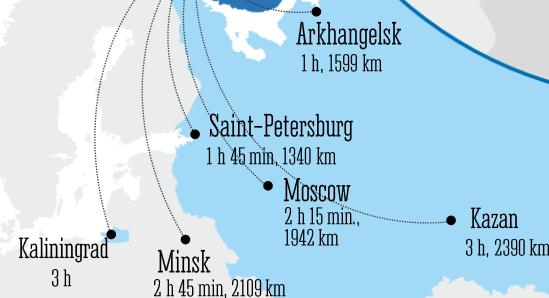 Arkhangelsk
1 h, 1599 km
Saint-Petersburg
1 h 45 min, 1340 km
Moscow
2 h 15 min.,
1942 km
Kazan
3 h, 2390 km
Kaliningrad
3 h
Minsk
2 h 45 min, 2109 km